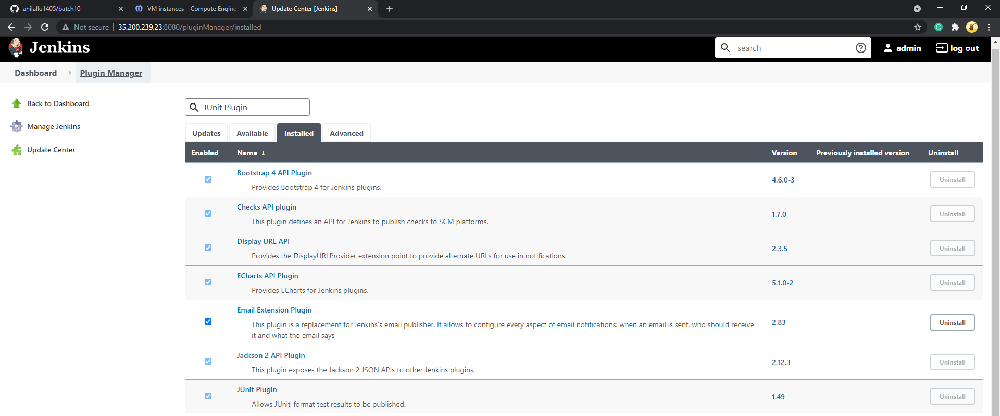 anilallu1405/batch10
VM instances – Compute Engine
Update Center [Jenkins]
Not secure
35.200.239.23:8080/pluginManager/installed
Jenkins
search
admin
log out
Dashboard
Plugin Manager
Back to Dashboard
Manage Jenkins
Update Center
JUnit Plugin
Updates
Available
Installed
Advanced
Enabled
Name ↓
Version
Previously installed version
Uninstall
Bootstrap 4 API Plugin
Provides Bootstrap 4 for Jenkins plugins.
4.6.0-3
Uninstall
Checks API plugin
This plugin defines an API for Jenkins to publish checks to SCM platforms.
1.7.0
Uninstall
Display URL API
Provides the DisplayURLProvider extension point to provide alternate URLs for use in notifications
2.3.5
Uninstall
ECharts API Plugin
Provides ECharts for Jenkins plugins.
5.1.0-2
Uninstall
Email Extension Plugin
This plugin is a replacement for Jenkins's email publisher. It allows to configure every aspect of email notifications: when an email is sent, who should receive
it and what the email says
2.83
Uninstall
Jackson 2 API Plugin
This plugin exposes the Jackson 2 JSON APIs to other Jenkins plugins.
2.12.3
Uninstall
JUnit Plugin
Allows JUnit-format test results to be published.
1.49
Uninstall